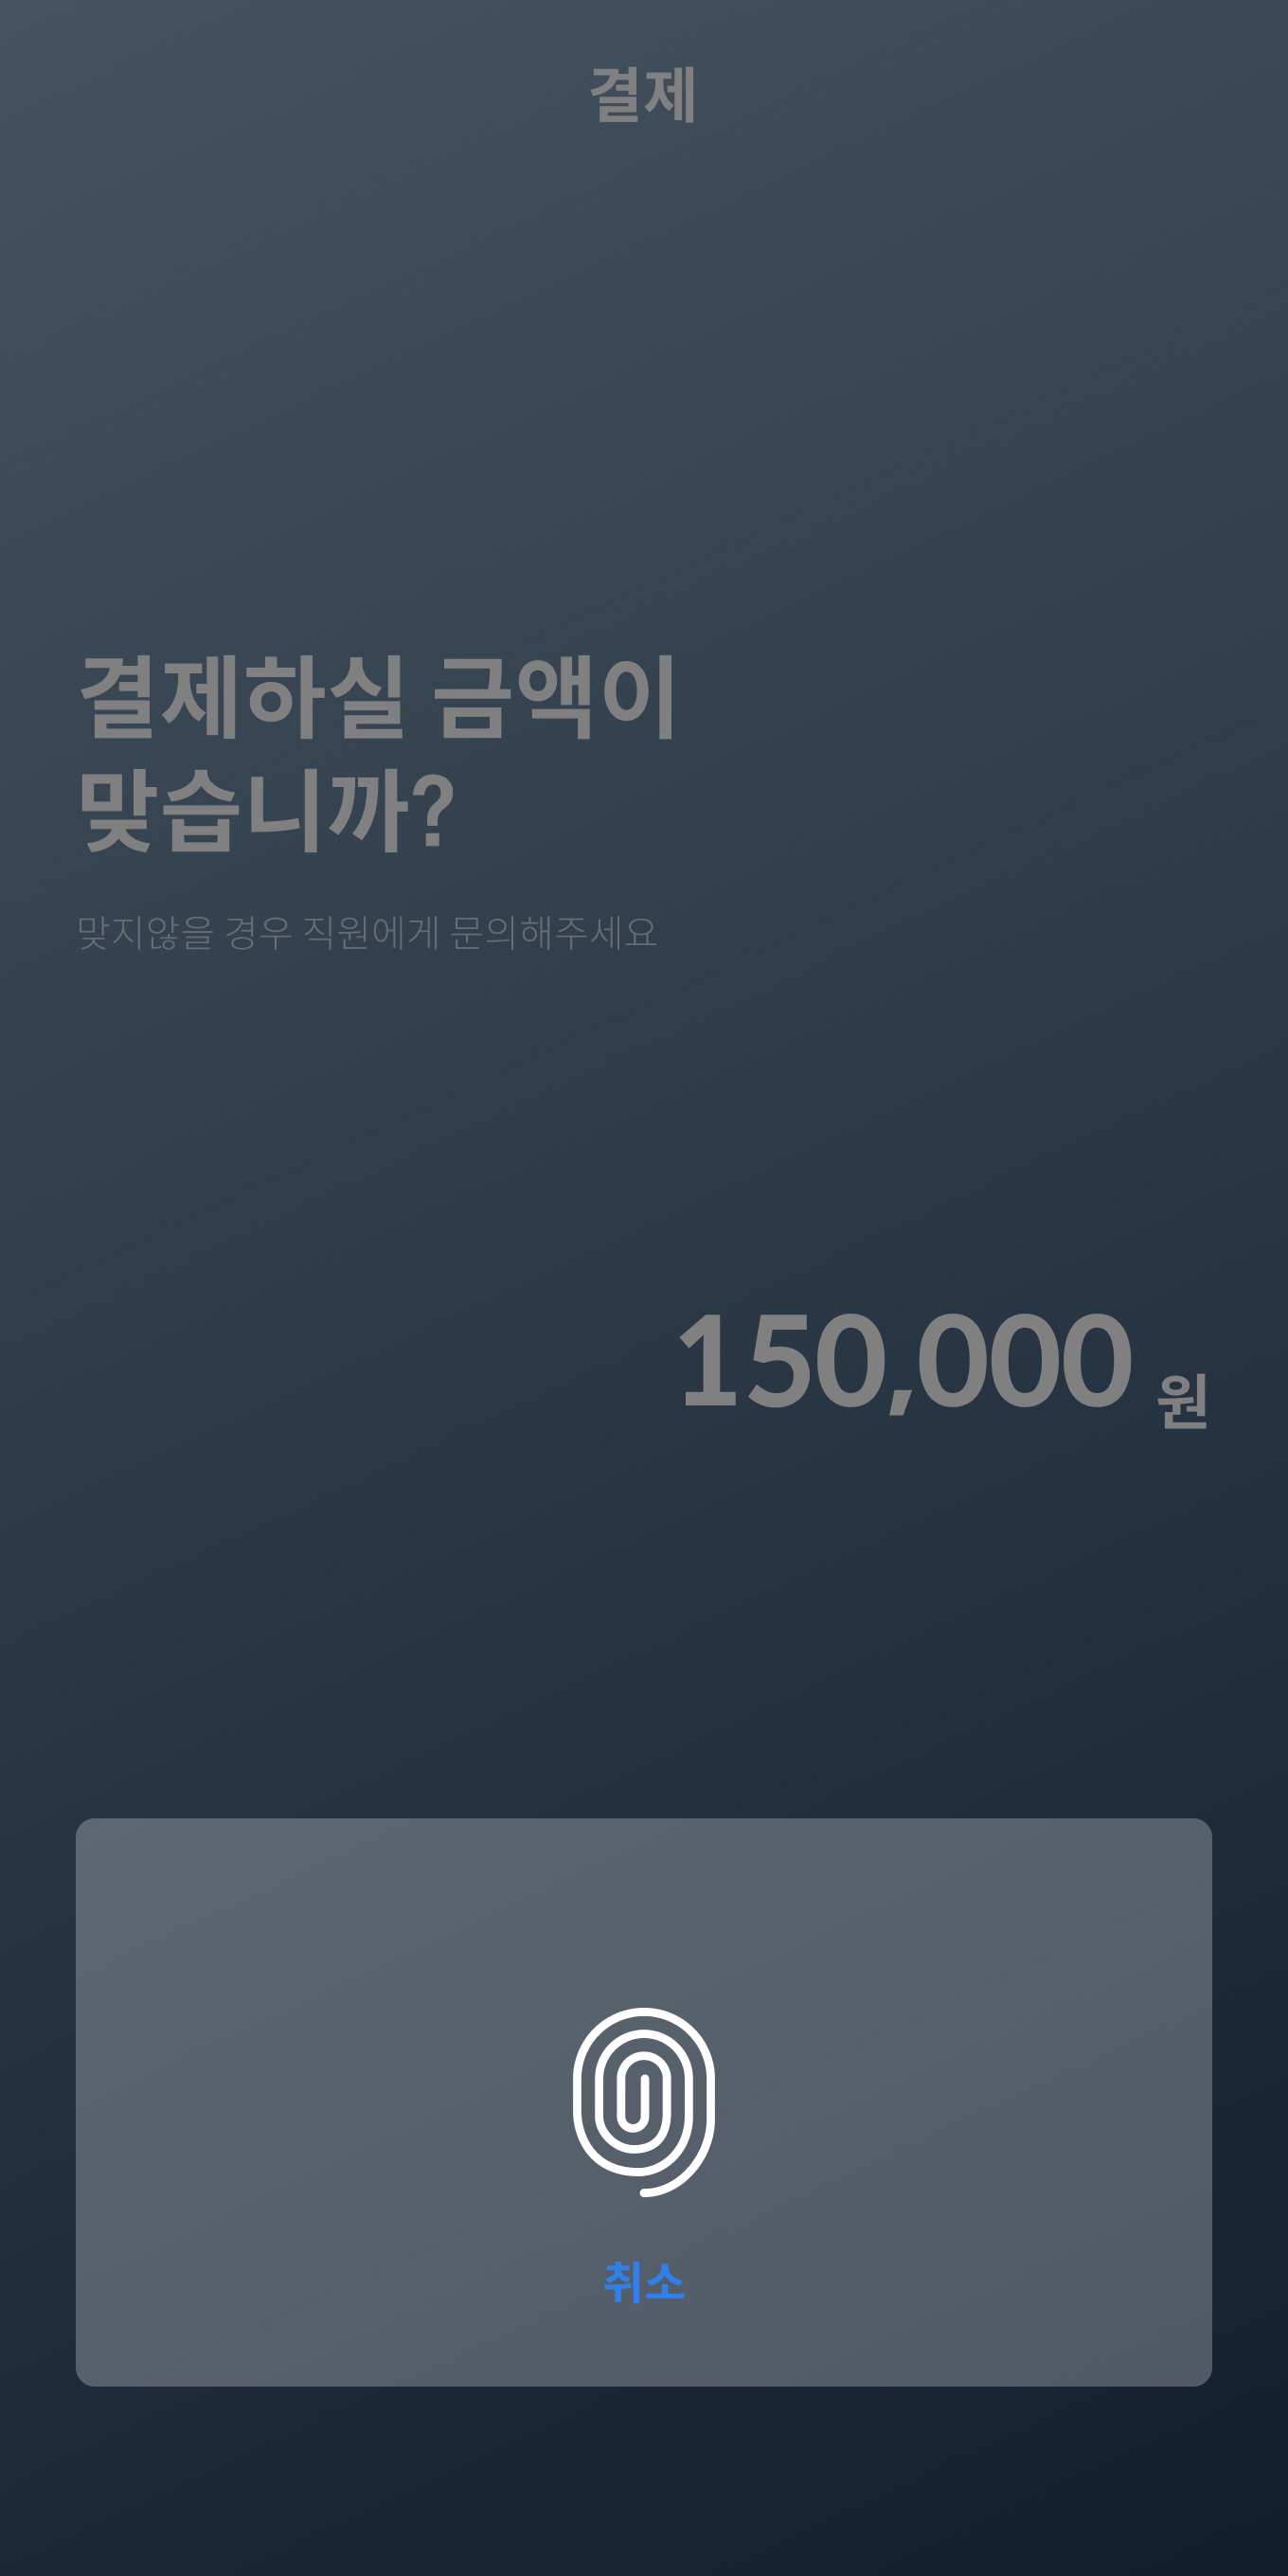 결제
결제하실 금액이
맞습니까?
맞지않을 경우 직원에게 문의해주세요
150,000 원
취소